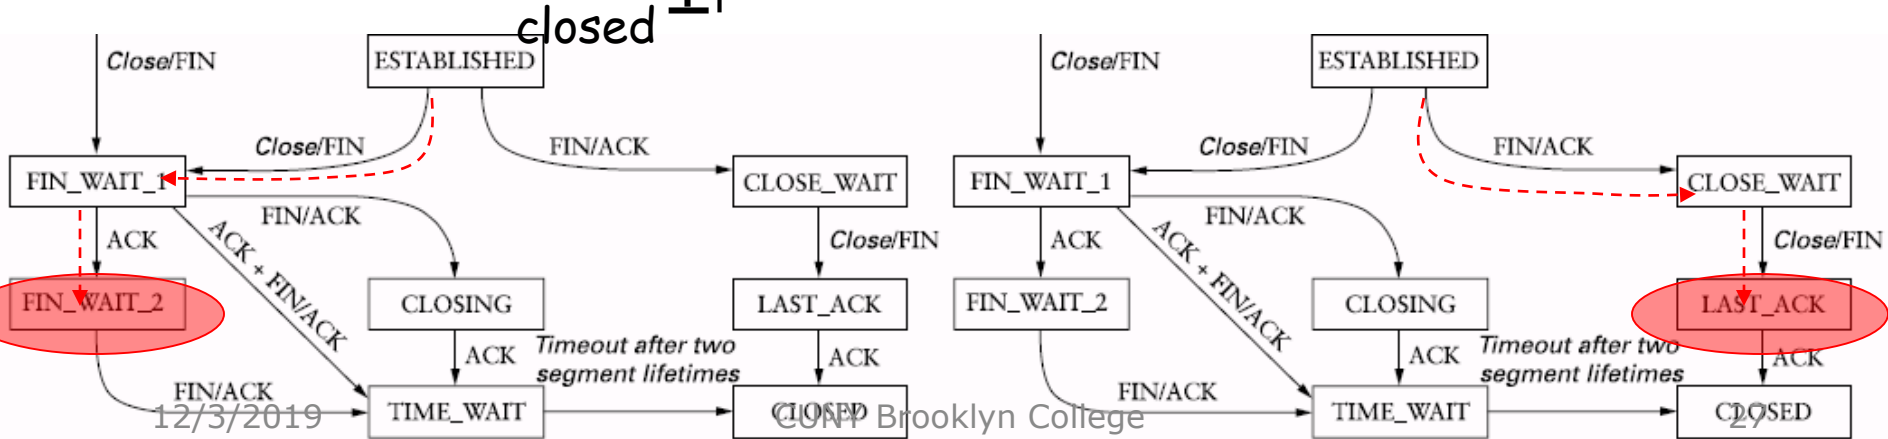 closed
Close/FIN
ESTABLISHED
Close/FIN
FIN/ACK
FIN_WAIT_1
CLOSE_WAIT
FIN/ACK
ACK
ACK + FIN/ACK
Close/FIN
FIN_WAIT_2
CLOSING
LAST_ACK
ACK
Timeout after two
segment lifetimes
ACK
FIN/ACK
TIME_WAIT
CLOSED
Close/FIN
ESTABLISHED
Close/FIN
FIN/ACK
FIN_WAIT_1
CLOSE_WAIT
FIN/ACK
ACK
ACK + FIN/ACK
Close/FIN
FIN_WAIT_2
CLOSING
LAST_ACK
ACK
Timeout after two
segment lifetimes
ACK
FIN/ACK
TIME_WAIT
CLOSED
12/3/2019
CUNY Brooklyn College
27